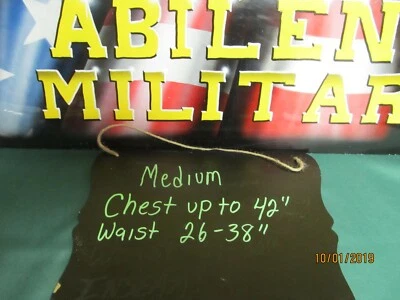 ABILEN
MILITAR
Medium
Chest up to 42"
Waist 26-38"
10/01/2019